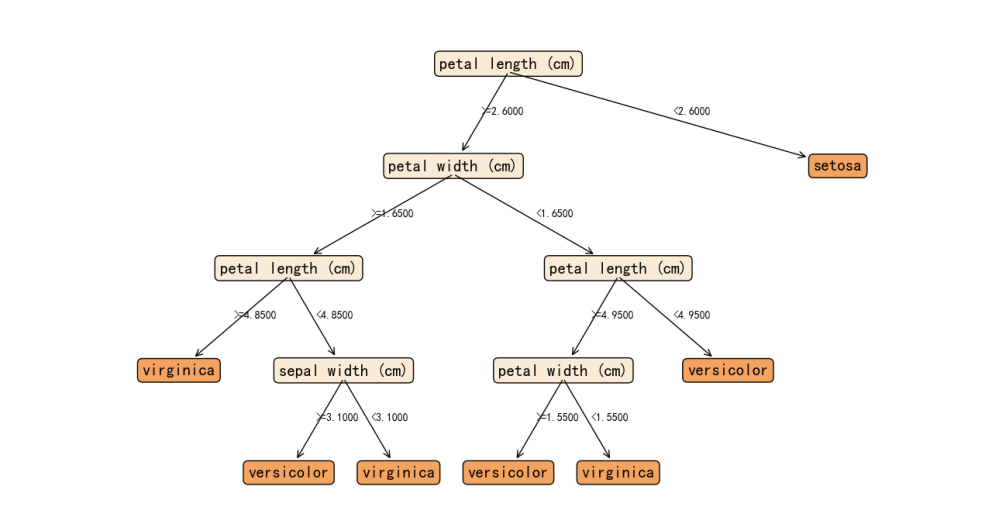 petal length (cm)
>=2.6000
<2.6000
petal width (cm)
setosa
>=1.6500
<1.6500
petal length (cm)
petal length (cm)
>=4.8500
<4.8500
>=4.9500
<4.9500
virginica
sepal width (cm)
petal width (cm)
versicolor
>=3.1000
<3.1000
>=1.5500
<1.5500
versicolor
virginica
versicolor
virginica